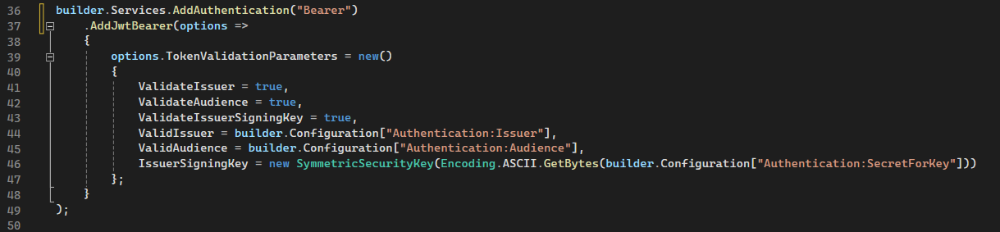 36 builder.Services.AddAuthentication("Bearer")
37     .AddJwtBearer(options =>
38     {
39         options.TokenValidationParameters = new()
40         {
41             ValidateIssuer = true,
42             ValidateAudience = true,
43             ValidateIssuerSigningKey = true,
44             ValidIssuer = builder.Configuration["Authentication:Issuer"],
45             ValidAudience = builder.Configuration["Authentication:Audience"],
46             IssuerSigningKey = new SymmetricSecurityKey(Encoding.ASCII.GetBytes(builder.Configuration["Authentication:SecretForKey"]))
47         };
48     }
49 );
50